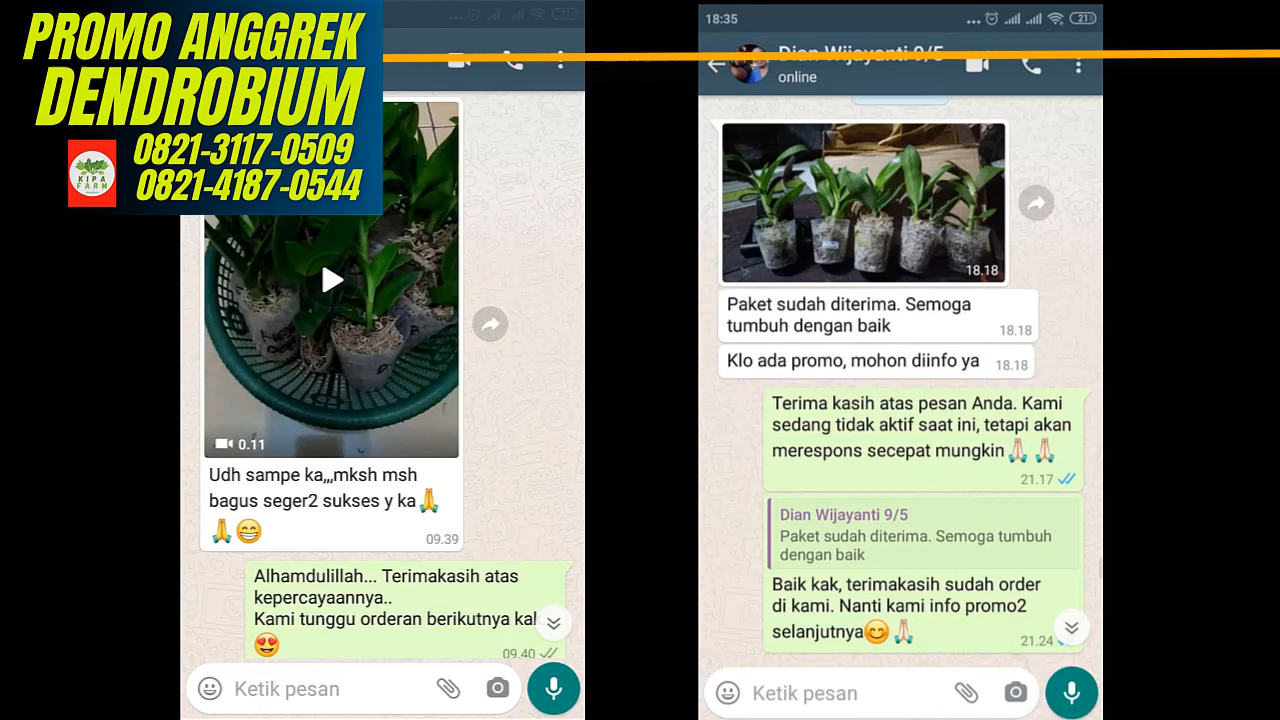 PROMO ANGGREK
DENDROBIUM
0821-3117-0509
0821-4187-0544
KIPA
FARM
0.11
Udh sampe ka,,,mksh msh
bagus seger2 sukses y ka🙏
🙏😁
09.39
Alhamdulillah... Terimakasih atas
kepercayaannya..
Kami tunggu orderan berikutnya kak
😍
09.40
Ketik pesan
18:35
21
Dian Wijayanti 9/5
online
18.18
Paket sudah diterima. Semoga
tumbuh dengan baik
18.18
Klo ada promo, mohon diinfo ya
18.18
Terima kasih atas pesan Anda. Kami
sedang tidak aktif saat ini, tetapi akan
merespons secepat mungkin🙏🏻 🙏🏻
21.17
Dian Wijayanti 9/5
Paket sudah diterima. Semoga tumbuh
dengan baik
Baik kak, terimakasih sudah order
di kami. Nanti kami info promo2
selanjutnya😊 🙏🏻
21.24
Ketik pesan